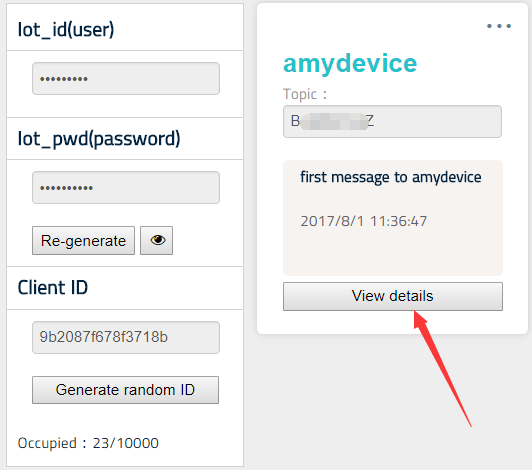 Iot_id(user)
•••••••••
Iot_pwd(password)
••••••••••
Re-generate
Client ID
9b2087f678f3718b
Generate random ID
Occupied : 23/10000
amydevice
Topic :
first message to amydevice
2017/8/1 11:36:47
View details